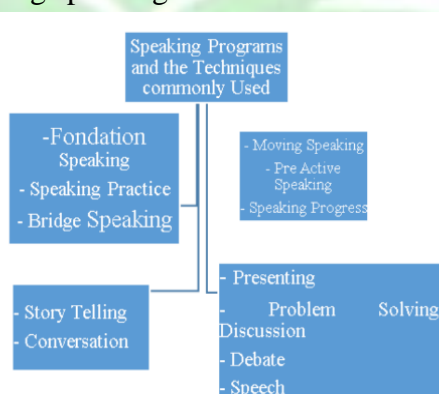 Speaking Programs
and the Techniques
commonly Used
-Fondation
Speaking
- Speaking Practice
- Bridge Speaking
- Moving Speaking
- Pre Active
Speaking
- Speaking Progress
- Story Telling
- Conversation
- Presenting
- Problem Solving
Discussion
- Debate
- Speech